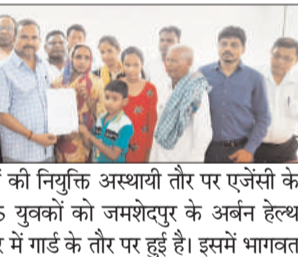 की नियुक्ति अस्थायी तौर पर एजेंसी के
युवकों को जमशेदपुर के अर्बन हेल्थ
में गार्ड के तौर पर हुई है। इसमें भागवत